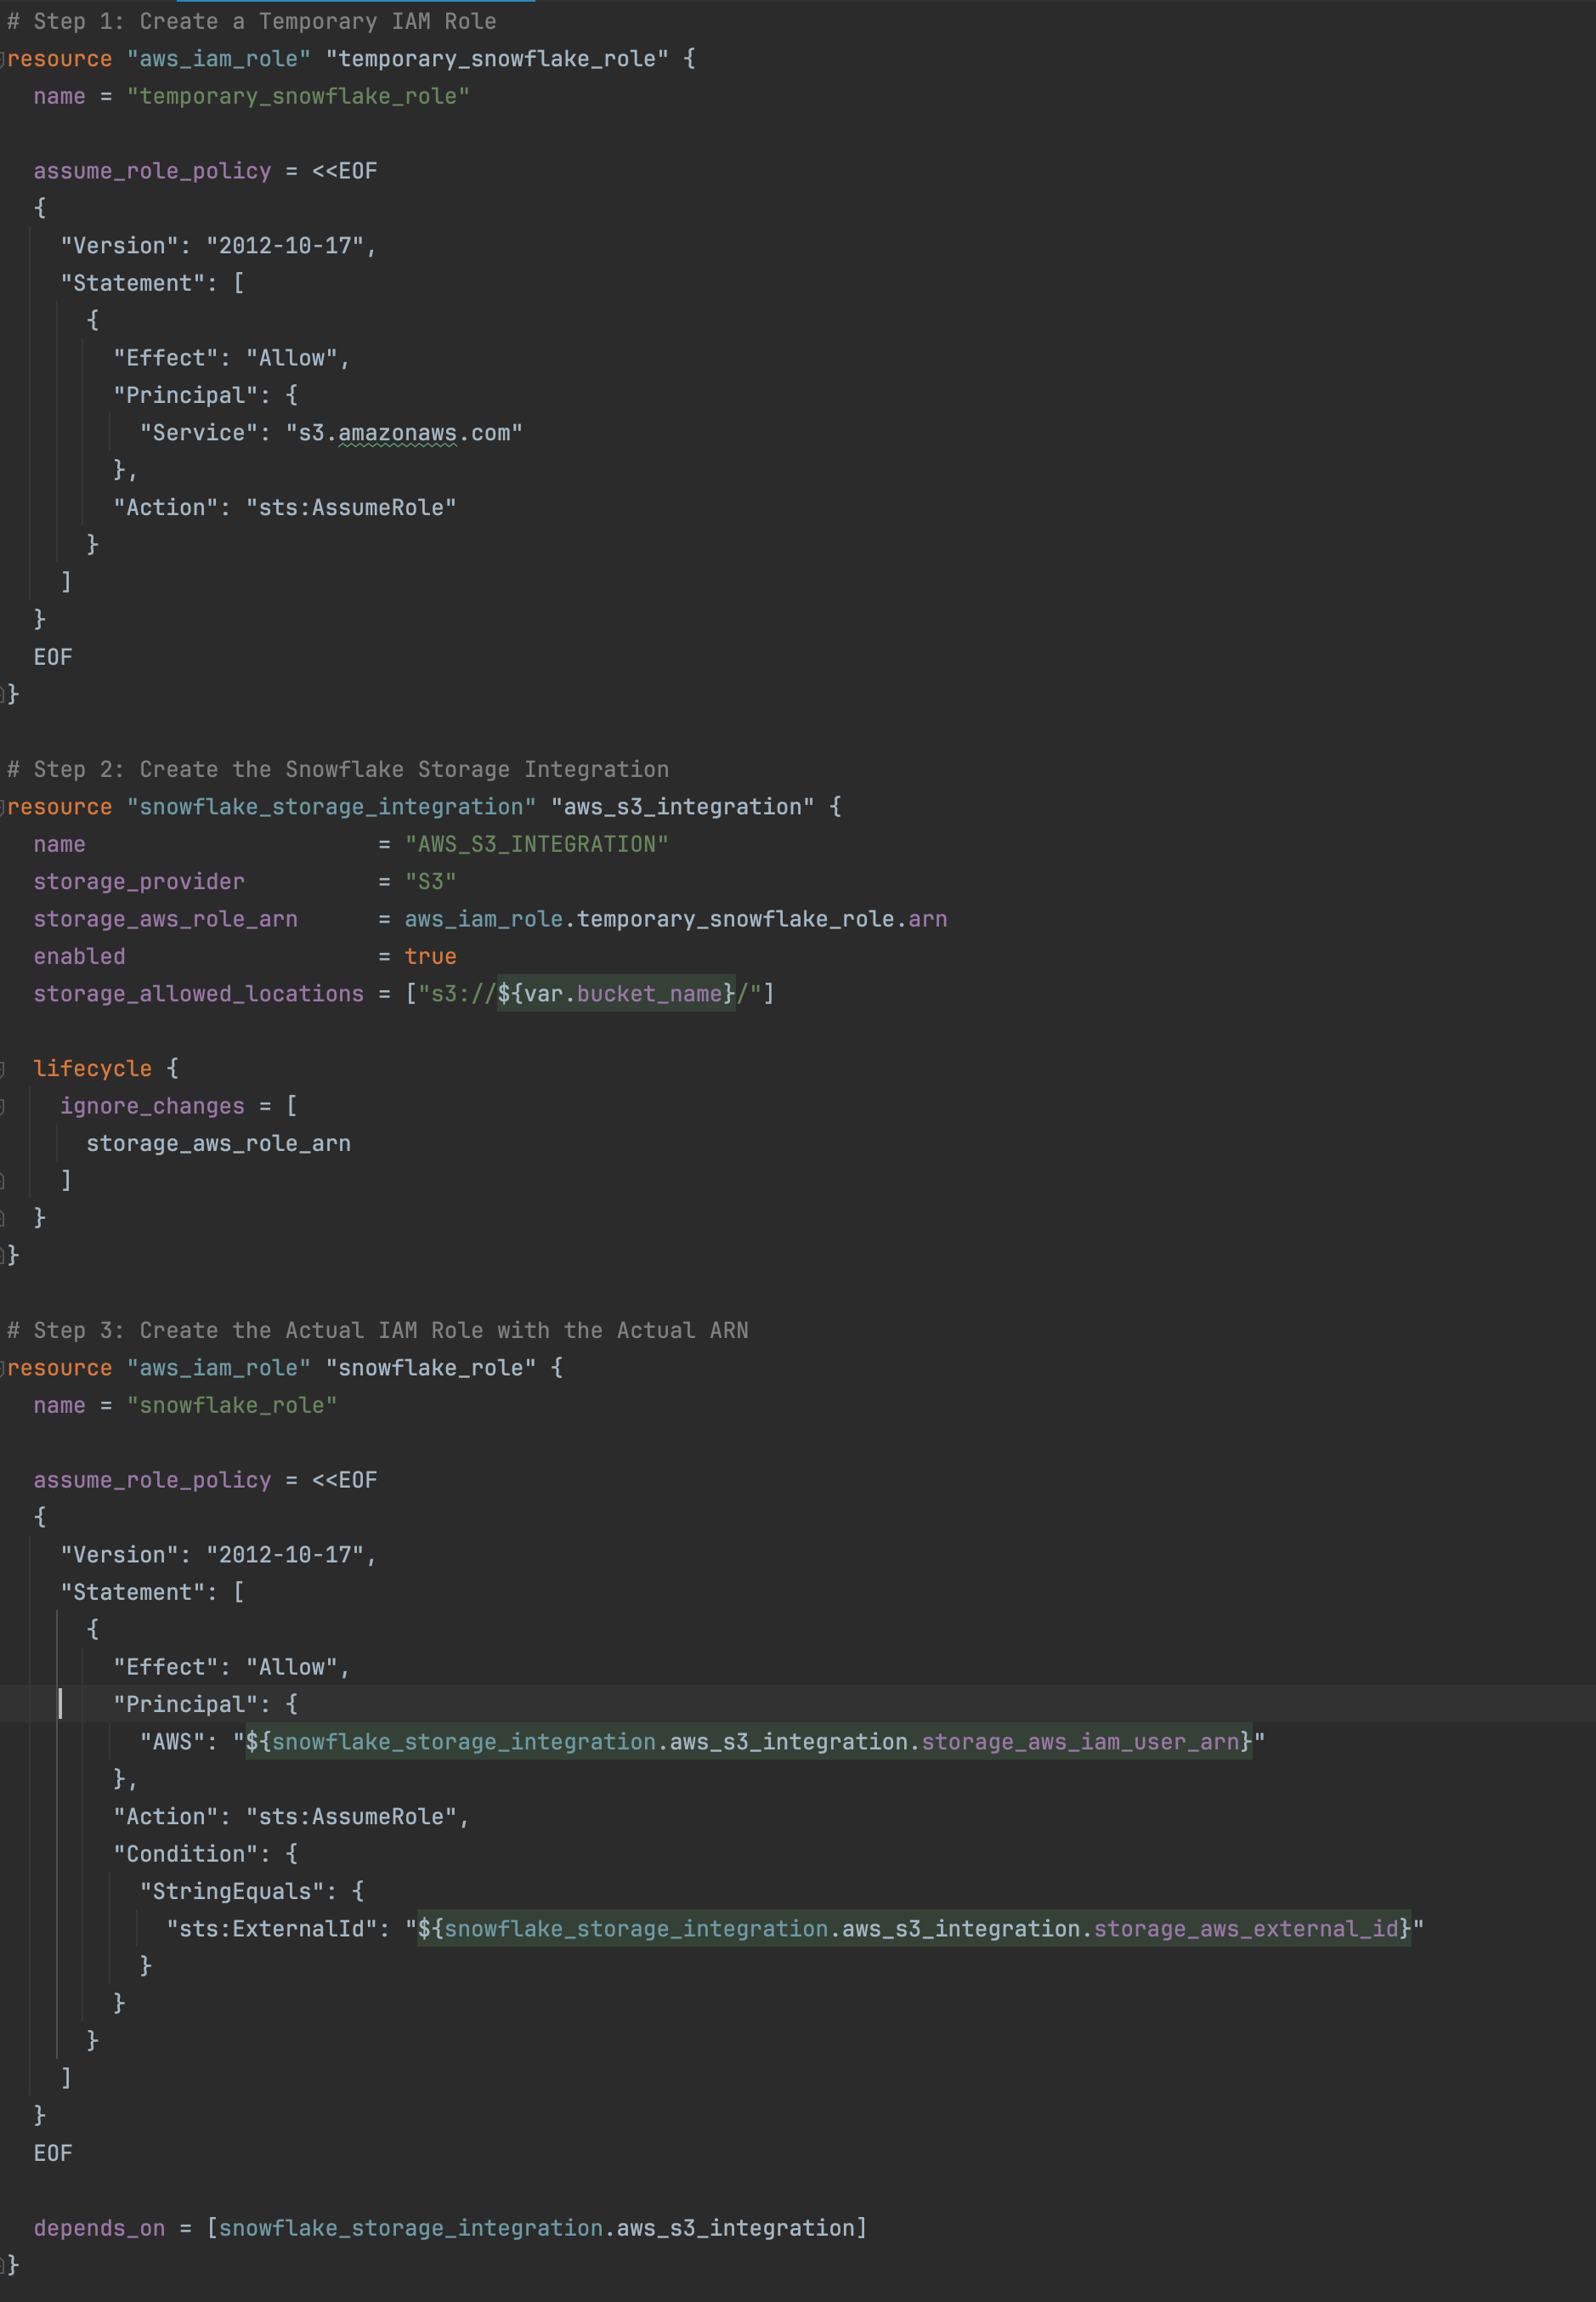 # Step 1: Create a Temporary IAM Role
resource "aws_iam_role" "temporary_snowflake_role" {
  name = "temporary_snowflake_role"

  assume_role_policy = <<EOF
  {
    "Version": "2012-10-17",
    "Statement": [
      {
        "Effect": "Allow",
        "Principal": {
          "Service": "s3.amazonaws.com"
        },
        "Action": "sts:AssumeRole"
      }
    ]
  }
  EOF
}

# Step 2: Create the Snowflake Storage Integration
resource "snowflake_storage_integration" "aws_s3_integration" {
  name                      = "AWS_S3_INTEGRATION"
  storage_provider          = "S3"
  storage_aws_role_arn      = aws_iam_role.temporary_snowflake_role.arn
  enabled                   = true
  storage_allowed_locations = ["s3://${var.bucket_name}/"]

  lifecycle {
    ignore_changes = [
      storage_aws_role_arn
    ]
  }
}

# Step 3: Create the Actual IAM Role with the Actual ARN
resource "aws_iam_role" "snowflake_role" {
  name = "snowflake_role"

  assume_role_policy = <<EOF
  {
    "Version": "2012-10-17",
    "Statement": [
      {
        "Effect": "Allow",
        "Principal": {
          "AWS": "${snowflake_storage_integration.aws_s3_integration.storage_aws_iam_user_arn}"
        },
        "Action": "sts:AssumeRole",
        "Condition": {
          "StringEquals": {
            "sts:ExternalId": "${snowflake_storage_integration.aws_s3_integration.storage_aws_external_id}"
          }
        }
      }
    ]
  }
  EOF

  depends_on = [snowflake_storage_integration.aws_s3_integration]
}